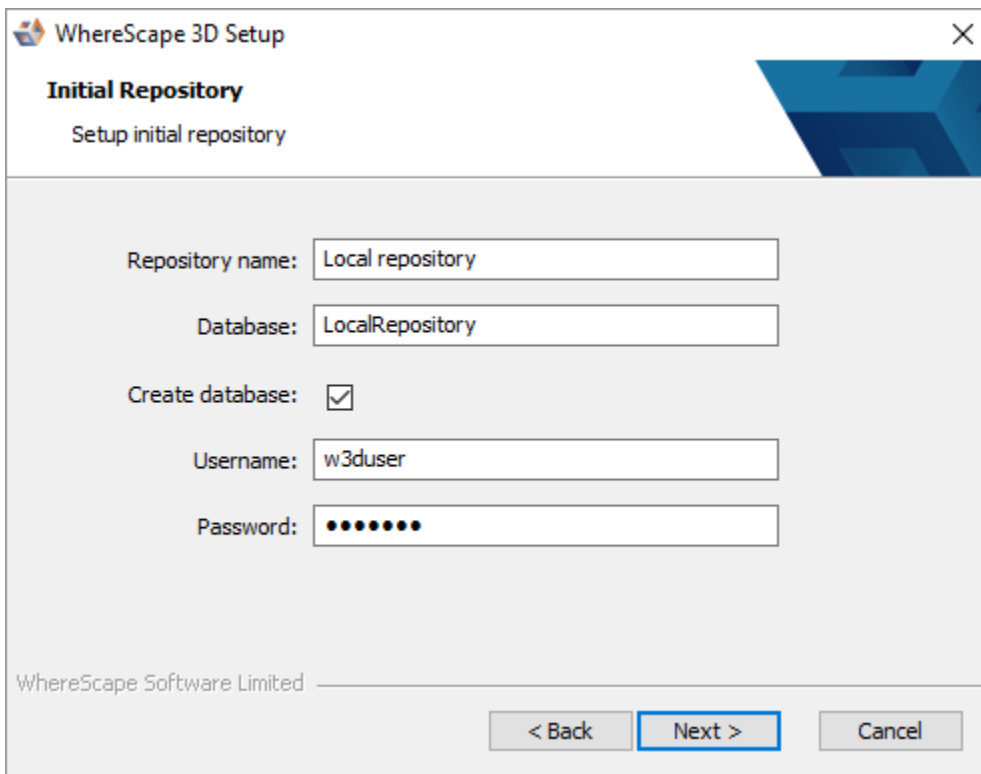 WhereScape 3D Setup
Initial Repository
Setup initial repository
Repository name: Local repository
Database: LocalRepository
Create database:
Username: w3duser
Password: •••••••
WhereScape Software Limited
< Back Next > Cancel